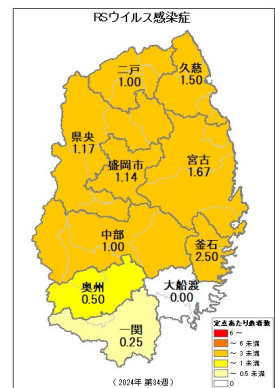 RSウイルス感染症
二戸
1.00
久慈
1.50
県央
1.17
盛岡市
1.14
宮古
1.67
中部
1.00
釜石
2.50
奥州
0.50
大船渡
0.00
一関
0.25
定点あたり患者数
6 ～
～ 6 未満
～ 3 未満
～ 1 未満
～ 0.5 未満
0
(2024年 第34週)